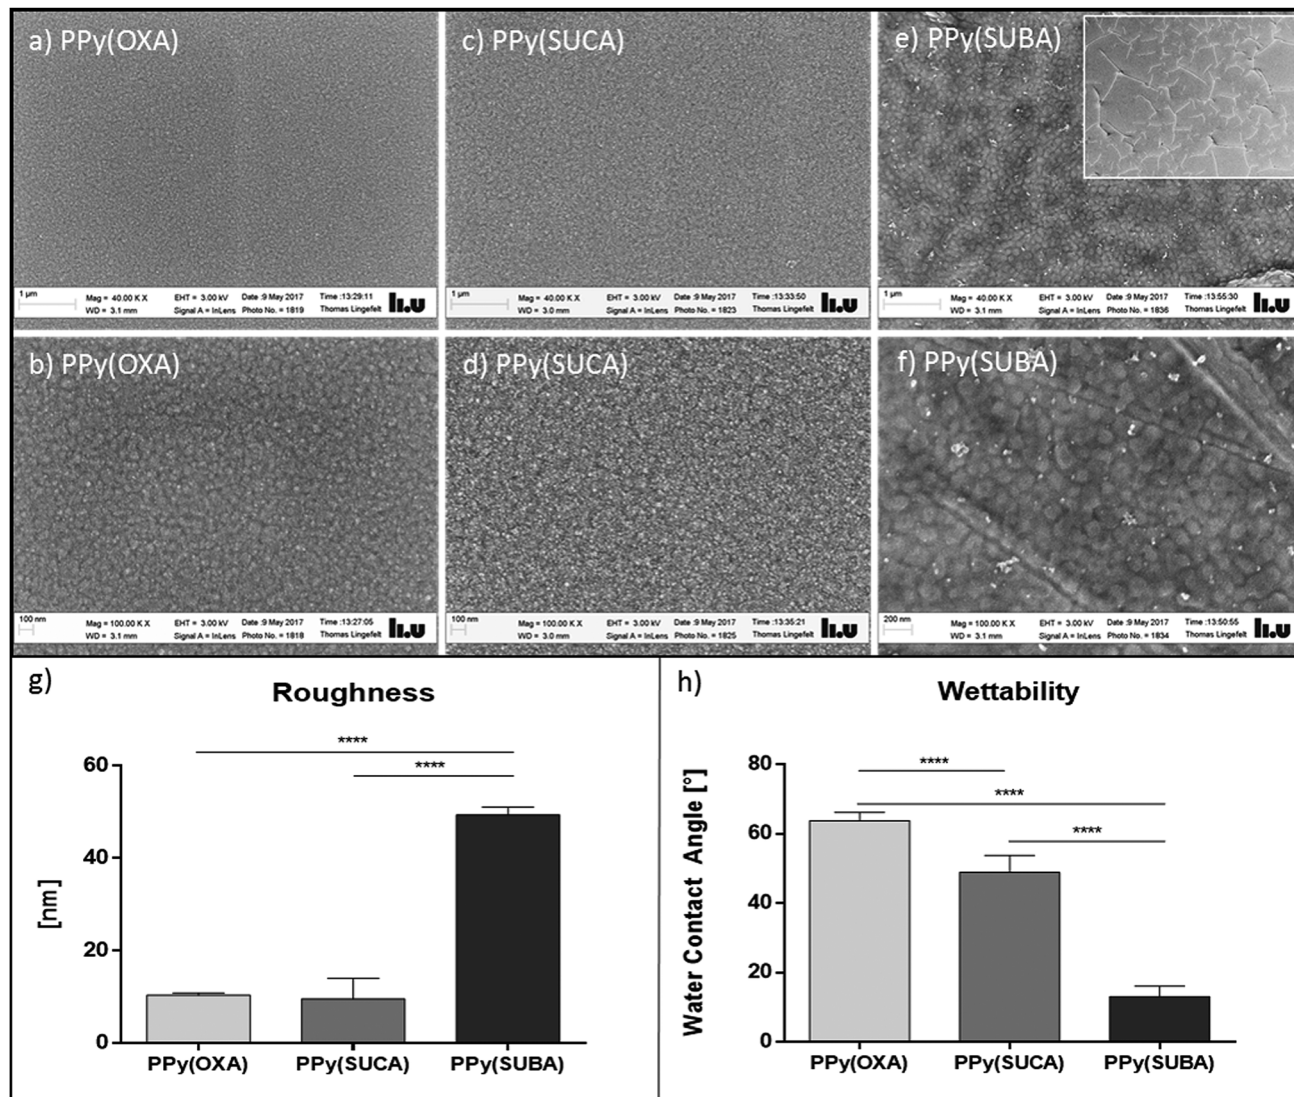 a) PPy(OXA)
1 µm
Mag = 40.00 K X EHT = 3.00 kV Date :9 May 2017 Time :13:29:11
WD = 3.1 mm Signal A = InLens Photo No. = 1819 Thomas Lingefelt
li.u
c) PPy(SUCA)
1 µm
Mag = 40.00 K X EHT = 3.00 kV Date :9 May 2017 Time :13:33:50
WD = 3.0 mm Signal A = InLens Photo No. = 1823 Thomas Lingefelt
li.u
e) PPy(SUBA)
1 µm
Mag = 40.00 K X EHT = 3.00 kV Date :9 May 2017 Time :13:55:30
WD = 3.1 mm Signal A = InLens Photo No. = 1836 Thomas Lingefelt
li.u
b) PPy(OXA)
100 nm
Mag = 100.00 K X EHT = 3.00 kV Date :9 May 2017 Time :13:27:05
WD = 3.1 mm Signal A = InLens Photo No. = 1818 Thomas Lingefelt
li.u
d) PPy(SUCA)
100 nm
Mag = 100.00 K X EHT = 3.00 kV Date :9 May 2017 Time :13:35:21
WD = 3.0 mm Signal A = InLens Photo No. = 1825 Thomas Lingefelt
li.u
f) PPy(SUBA)
200 nm
Mag = 100.00 K X EHT = 3.00 kV Date :9 May 2017 Time :13:50:55
WD = 3.1 mm Signal A = InLens Photo No. = 1834 Thomas Lingefelt
li.u
g)
Roughness
****
****
60
40
20
0
[nm]
PPy(OXA) PPy(SUCA) PPy(SUBA)
h)
Wettability
****
****
****
80
60
40
20
0
Water Contact Angle [°]
PPy(OXA) PPy(SUCA) PPy(SUBA)